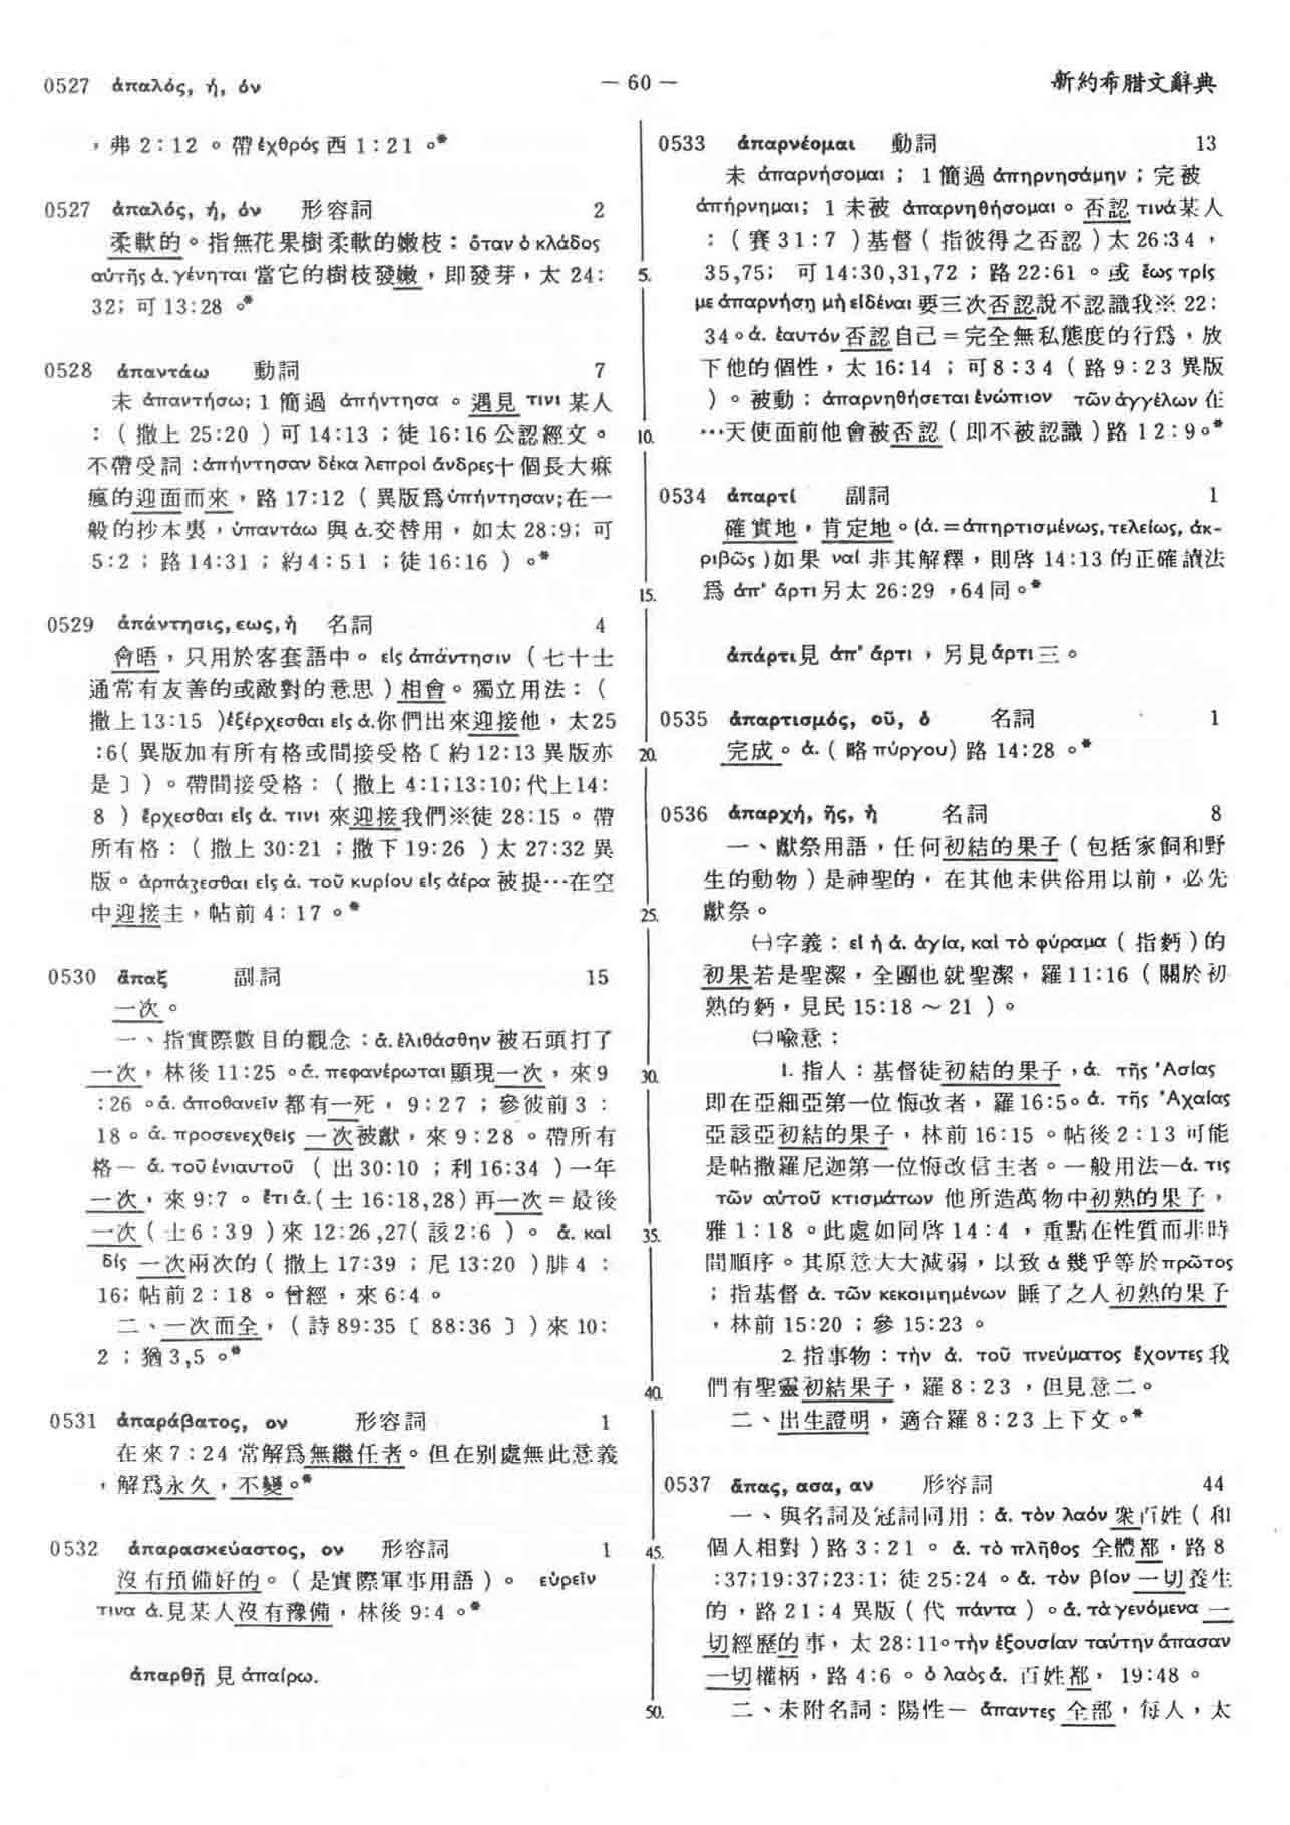 0527 ἁπαλός, ή, όν
— 60 —
新約希腊文辭典
，弗 2：12 。帶ἐχθρός 西 1：21 。*
0527 ἁπαλός, ή, όν 形容詞 2
柔軟的。指無花果樹柔軟的嫩枝：ὅταν ὁ κλάδος
αὐτῆς ἁ. γένηται 當它的樹枝發嫩，即發芽，太 24：
32；可 13：28 。*
0528 ἀπαντάω 動詞 7
未 ἀπαντήσω；1 簡過 ἀπήντησα 。遇見 τινι 某人
：（撒上 25：20 ）可 14：13 ；徒 16：16 公認經文。
不帶受詞：ἀπήντησαν δέκα λεπροὶ ἄνδρες十個長大痲
瘋的迎面而來，路 17：12 （異版爲ὑπήντησαν；在一
般的抄本裏，ὑπαντάω 與 ἀ.交替用，如太 28：9；可
5：2 ；路 14：31 ；約 4：51 ；徒 16：16 ）。*
0529 ἀπάντησις, εως, ἡ 名詞 4
會晤，只用於客套語中。εἰς ἀπάντησιν （七十士
通常有友善的或敵對的意思）相會。獨立用法：（
撒上 13：15 ）ἐξέρχεσθαι εἰς ἀ.你們出來迎接他，太25
：6（異版加有所有格或間接受格〔約 12：13 異版亦
是〕）。帶間接受格：（撒上 4：1；13：10；代上 14：
8 ）ἔρχεσθαι εἰς ἀ. τινι 來迎接我們※徒 28：15 。帶
所有格：（撒上 30：21 ；撒下 19：26 ）太 27：32 異
版。ἁρπάζεσθαι εἰς ἀ. τοῦ κυρίου εἰς ἀέρα 被提…在空
中迎接主，帖前 4：17 。*
0530 ἅπαξ 副詞 15
一次。
一、指實際數目的觀念：ἁ. ἐλιθάσθην 被石頭打了
一次，林後 11：25 。ἁ. πεφανέρωται 顯現一次，來 9
：26 。ἁ. ἀποθανεῖν 都有一死，9：27 ；參彼前 3：
18 。ἁ. προσενεχθείς 一次被獻，來 9：28 。帶所有
格— ἁ. τοῦ ἐνιαυτοῦ （出 30：10 ；利 16：34 ）一年
一次，來 9：7 。ἔτι ἁ.（士 16：18,28）再一次＝最後
一次（士 6：39 ）來 12：26 ,27（該 2：6 ）。ἁ. καὶ
δίς 一次兩次的（撒上 17：39 ；尼 13：20 ）腓 4：
16；帖前 2：18 。曾經，來 6：4 。
二、一次而全，（詩 89：35 〔 88：36 〕）來 10：
2 ；猶 3,5 。*
0531 ἀπαράβατος, ον 形容詞 1
在來 7：24 常解爲無繼任者。但在別處無此意義
，解爲永久，不變。*
0532 ἀπαρασκεύαστος, ον 形容詞 1
沒有預備好的。（是實際軍事用語）。 εὑρεῖν
τινα ἀ.見某人沒有豫備，林後 9：4 。*
ἀπαρθῇ 見 ἀπαίρω.
5.
10.
15.
20.
25.
30.
35.
40.
45.
50.
0533 ἀπαρνέομαι 動詞 13
未 ἀπαρνήσομαι ；1 簡過 ἀπηρνησάμην ；完被
ἀπήρνημαι；1 未被 ἀπαρνηθήσομαι 。否認 τινά 某人
：（賽 31：7 ）基督（指彼得之否認）太 26：34 ，
35,75； 可 14：30,31,72 ；路 22：61 。或 ἕως τρίς
με ἀπαρνήσῃ μὴ εἰδέναι 要三次否認說不認識我※ 22：
34 。ἀ. ἑαυτόν 否認自己＝完全無私態度的行爲，放
下他的個性，太 16：14 ；可 8：34 （路 9：23 異版
）。被動：ἀπαρνηθήσεται ἐνώπιον τῶν ἀγγέλων 在
…天使面前他會被否認（即不被認識）路 12：9。*
0534 ἀπαρτί 副詞 1
確實地，肯定地。（ἀ. ＝ἀπηρτισμένως, τελείως, ἀκ-
ριβῶς ）如果 ναί 非其解釋，則啓 14：13 的正確讀法
爲 ἀπ' ἄρτι 另太 26：29 ，64 同。*
ἀπάρτι 見 ἀπ' ἄρτι ，另見 ἄρτι 三。
0535 ἀπαρτισμός, οῦ, ὁ 名詞 1
完成。ἀ.（略 πύργου）路 14：28 。*
0536 ἀπαρχή, ῆς, ἡ 名詞 8
一、獻祭用語，任何初結的果子（包括家飼和野
生的動物）是神聖的，在其他未供俗用以前，必先
獻祭。
㈠字義：εἰ ἡ ἀ. ἁγία, καὶ τὸ φύραμα （指麪）的
初果若是聖潔，全團也就聖潔，羅 11：16 （關於初
熟的麪，見民 15：18 ～ 21 ）。
㈡喩意：
1. 指人：基督徒初結的果子，ἀ. τῆς 'Ασίας
即在亞細亞第一位悔改者，羅 16：5。ἀ. τῆς 'Αχαίας
亞該亞初結的果子，林前 16：15 。帖後 2：13 可能
是帖撒羅尼迦第一位悔改信主者。一般用法—ἀ. τις
τῶν αὐτοῦ κτισμάτων 他所造萬物中初熟的果子，
雅 1：18 。此處如同啓 14：4 ，重點在性質而非時
間順序。其原意大大減弱，以致 ἀ 幾乎等於πρῶτος
；指基督 ἀ. τῶν κεκοιμημένων 睡了之人初熟的果子
，林前 15：20 ；參 15：23 。
2. 指事物：τὴν ἀ. τοῦ πνεύματος ἔχοντες 我
們有聖靈初結果子，羅 8：23 ，但見意二。
二、出生證明，適合羅 8：23 上下文。*
0537 ἅπας, ασα, αν 形容詞 44
一、與名詞及冠詞同用：ἁ. τὸν λαόν 衆百姓（和
個人相對）路 3：21 。ἁ. τὸ πλῆθος 全體都，路 8
：37；19：37；23：1；徒 25：24 。ἁ. τὸν βίον 一切養生
的，路 21：4 異版（代 πάντα ）。ἁ. τὰ γενόμενα 一
切經歷的事，太 28：11。τὴν ἐξουσίαν ταύτην ἅπασαν
一切權柄，路 4：6 。ὁ λαὸς ἁ. 百姓都，19：48 。
二、未附名詞：陽性— ἅπαντες 全部，每人，太